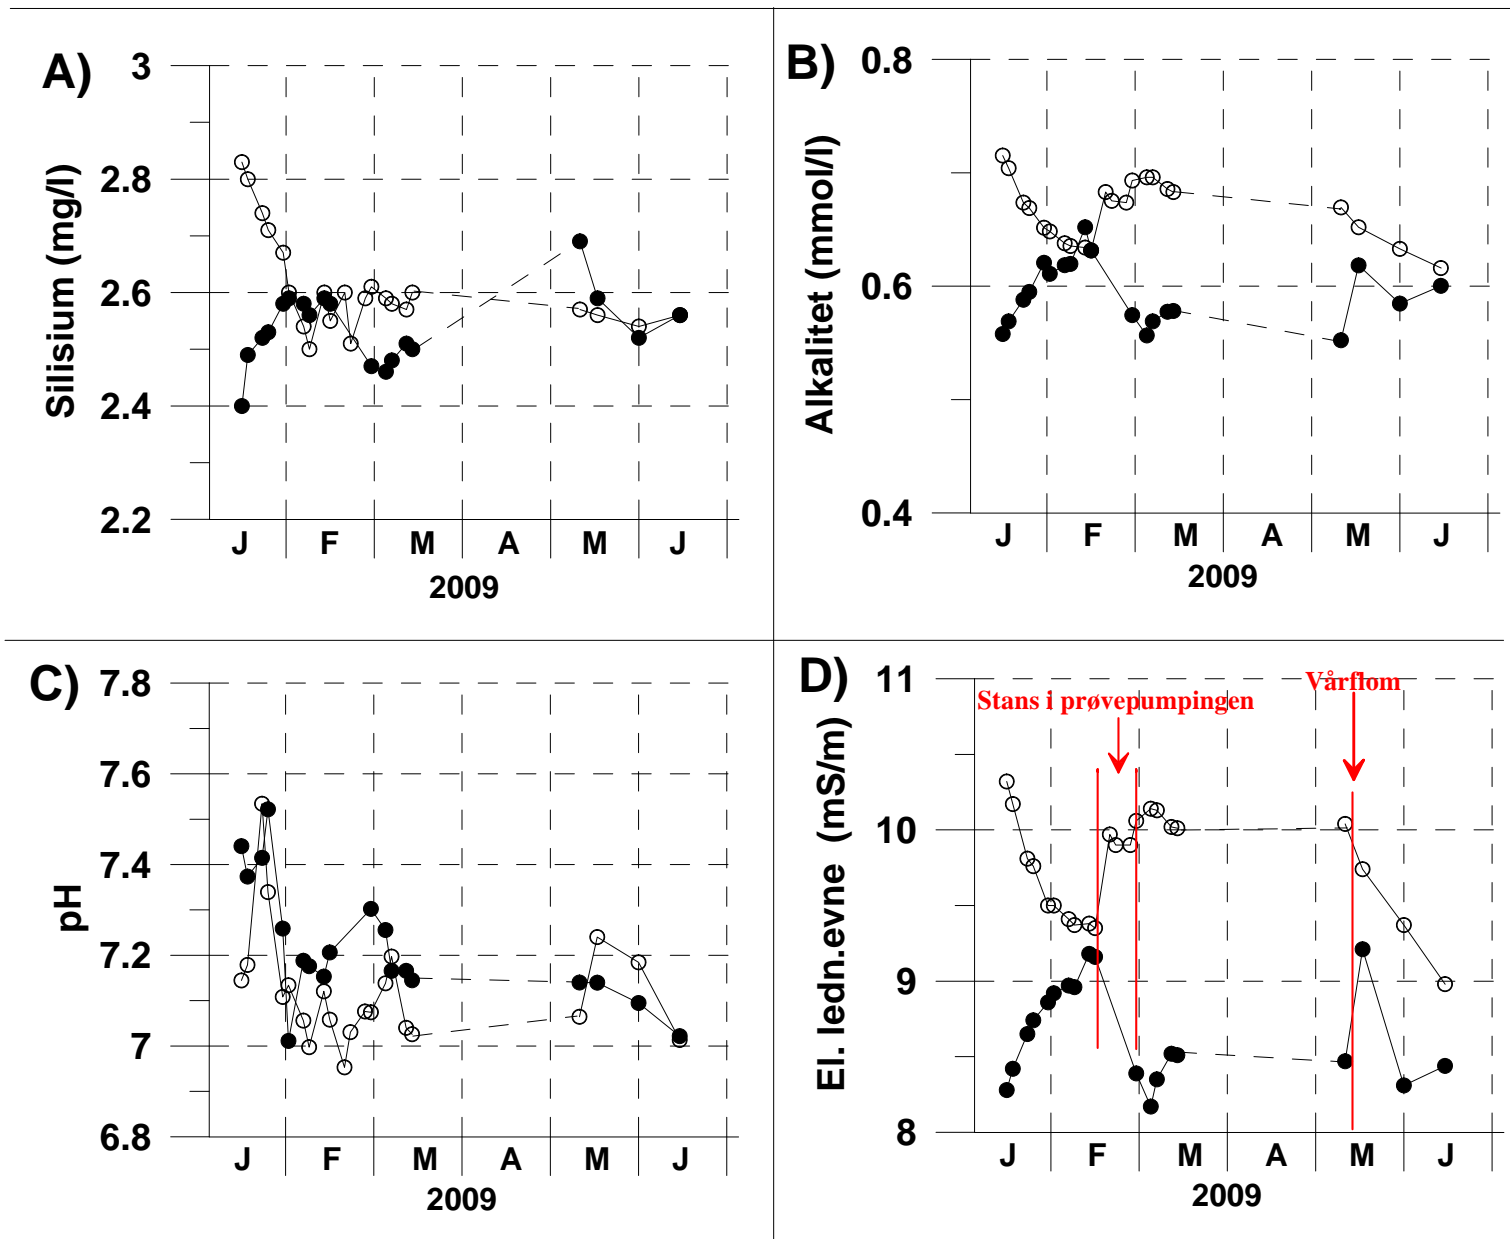 A)
3
2.8
2.6
2.4
2.2
Silisium (mg/l)
J F M A M J
2009
B)
0.8
0.6
0.4
Alkalitet (mmol/l)
J F M A M J
2009
C)
7.8
7.6
7.4
7.2
7
6.8
pH
J F M A M J
2009
D)
11
10
9
8
El. ledn.evne (mS/m)
Vårflom
Stans i prøvepumpingen
J F M A M J
2009